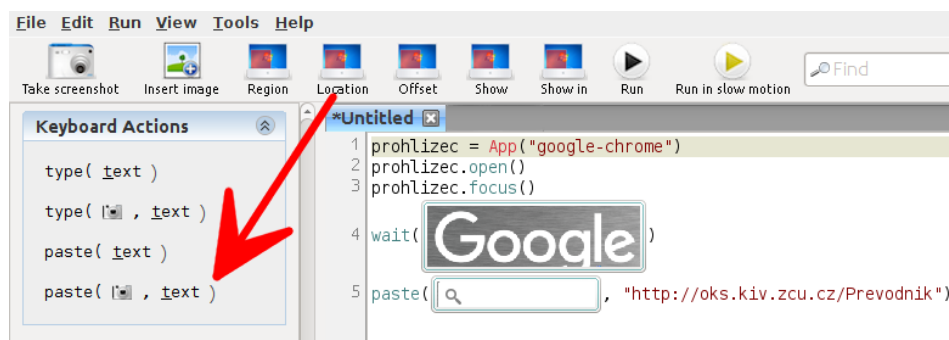 File Edit Run View Tools Help
Take screenshot Insert image Region Location Offset Show Show in Run Run in slow motion Find
Keyboard Actions
type( text )
type( , text )
paste( text )
paste( , text )
*Untitled
1 prohlizec = App("google-chrome")
2 prohlizec.open()
3 prohlizec.focus()
4 wait( Google )
5 paste( , "http://oks.kiv.zcu.cz/Prevodnik")